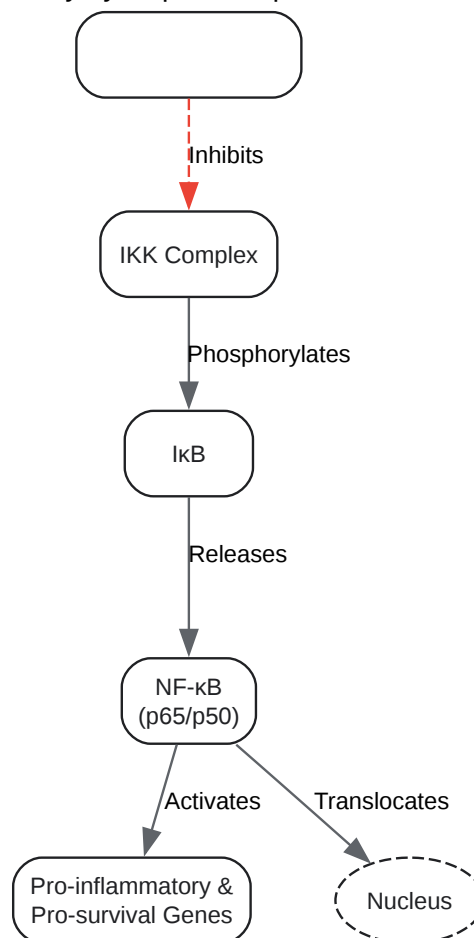 Inhibits
IKK Complex
Phosphorylates
IκB
Releases
NF-κB
(p65/p50)
Activates
Translocates
Pro-inflammatory &
Pro-survival Genes
Nucleus